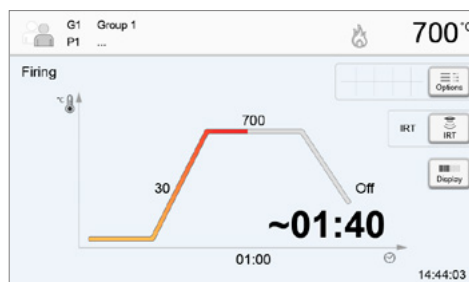 G1 Group 1
P1 ...
700 °C
Firing
Options
°C
700
IRT
IRT
30
Off
Display
~01:40
01:00
14:44:03